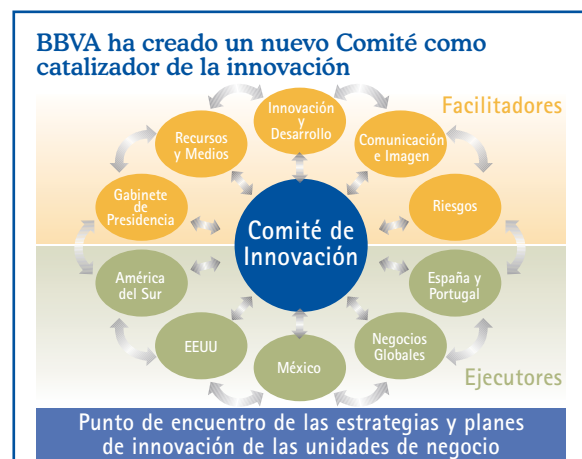 BBVA ha creado un nuevo Comité como
catalizador de la innovación
Facilitadores
Innovación
y
Desarrollo
Recursos
y Medios
Comunicación
e Imagen
Gabinete
de
Presidencia
Riesgos
Comité de
Innovación
América
del Sur
España y
Portugal
EEUU
Negocios
Globales
México
Ejecutores
Punto de encuentro de las estrategias y planes
de innovación de las unidades de negocio